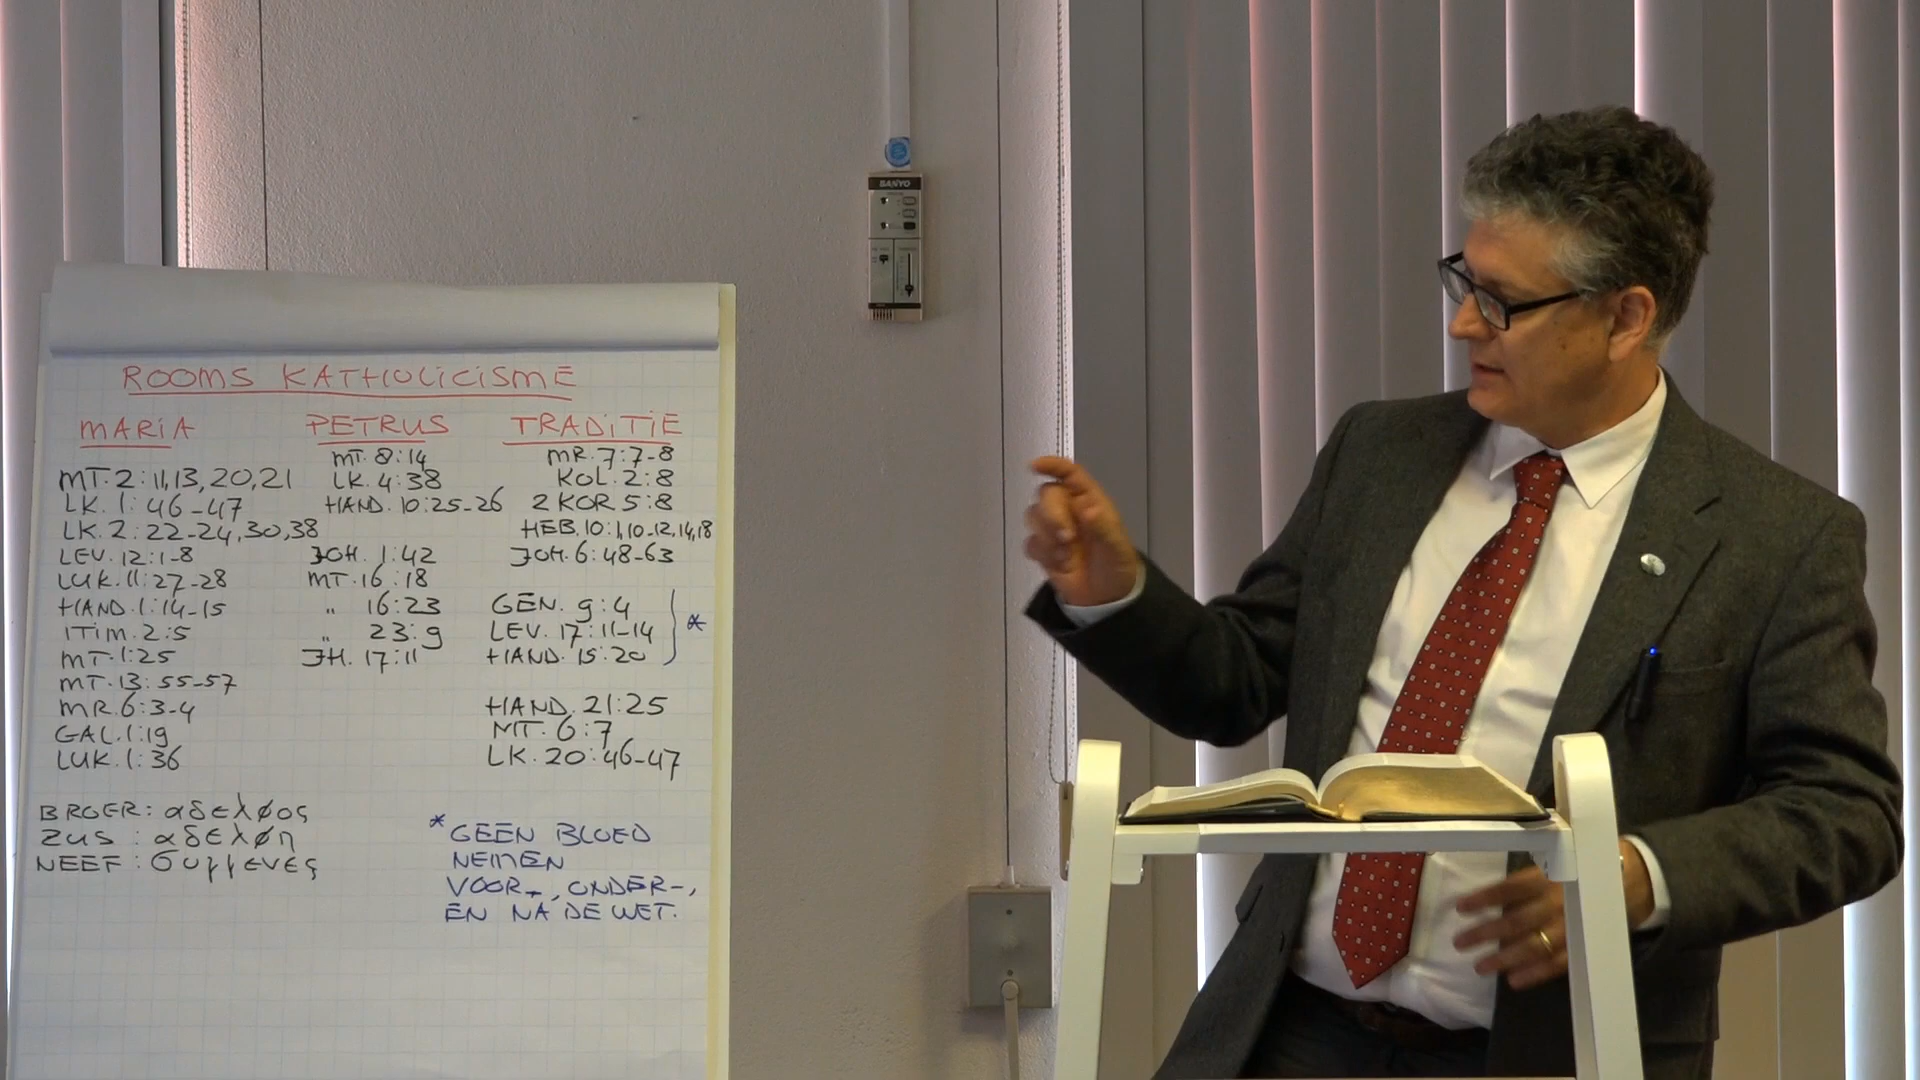 SANYO
ROOMS KATHOLICISME
MARIA
MT. 2:11,13,20,21
LK. 1:46-47
LK. 2:22-24,30,38
LEV. 12:1-8
LUK. 11:27-28
HAND. 1:14-15
1TIM. 2:5
MT. 1:25
MT. 13:55-57
MR. 6:3-4
GAL. 1:19
LUK. 1:36
BROER: αδελφος
ZUS : αδελφη
NEEF: συγγενες
PETRUS
MT. 8:14
LK. 4:38
HAND. 10:25-26
JOH. 1:42
MT. 16:18
" 16:23
" 23:9
JH. 17:11
TRADITIE
MR. 7:7-8
KOL. 2:8
2 KOR 5:8
HEB. 10:1,10-12,14,18
JOH. 6:48-63
GEN. 9:4
LEV. 17:11-14 } *
HAND. 15:20
HAND. 21:25
MT. 6:7
LK. 20:46-47
* GEEN BLOED
NEMEN
VOOR-, ONDER-,
EN NA DE WET.